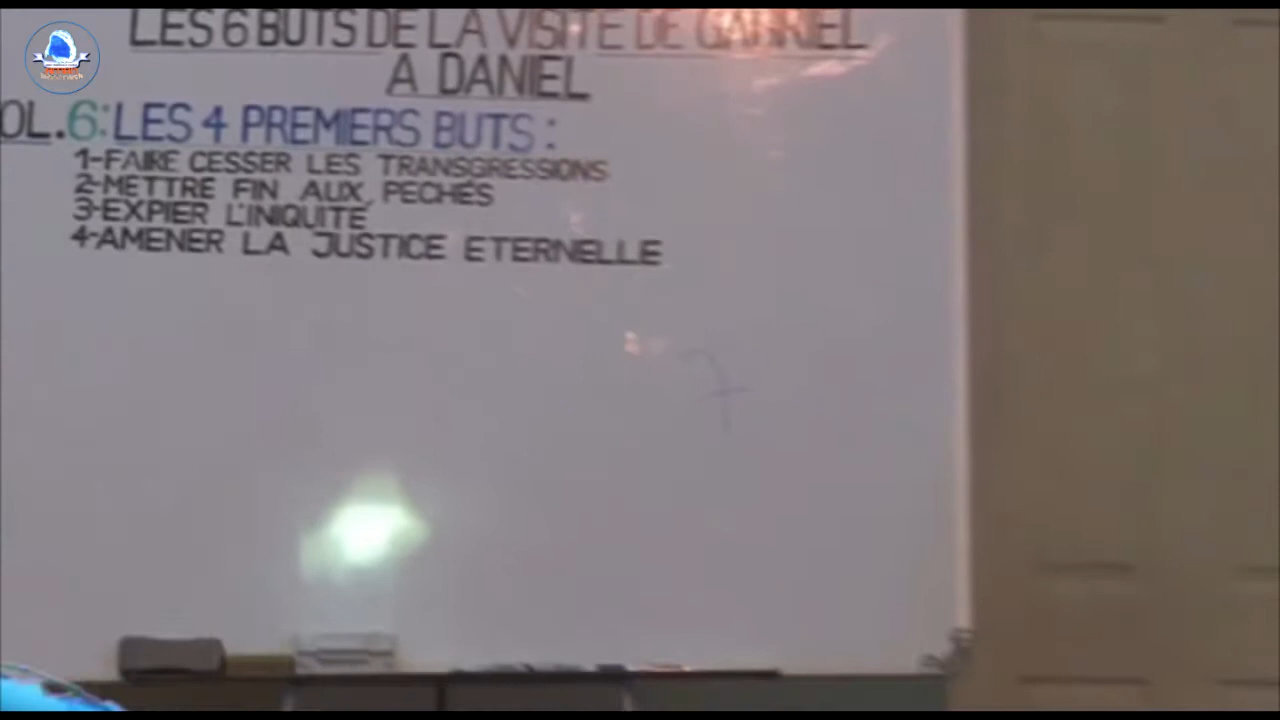 LES 6 BUTS DE LA VISITE DE GABRIEL
A DANIEL
OL.6:LES 4 PREMIERS BUTS :
1-FAIRE CESSER LES TRANSGRESSIONS
2-METTRE FIN AUX PECHÉS
3-EXPIER L'INIQUITÉ
4-AMENER LA JUSTICE ETERNELLE
7